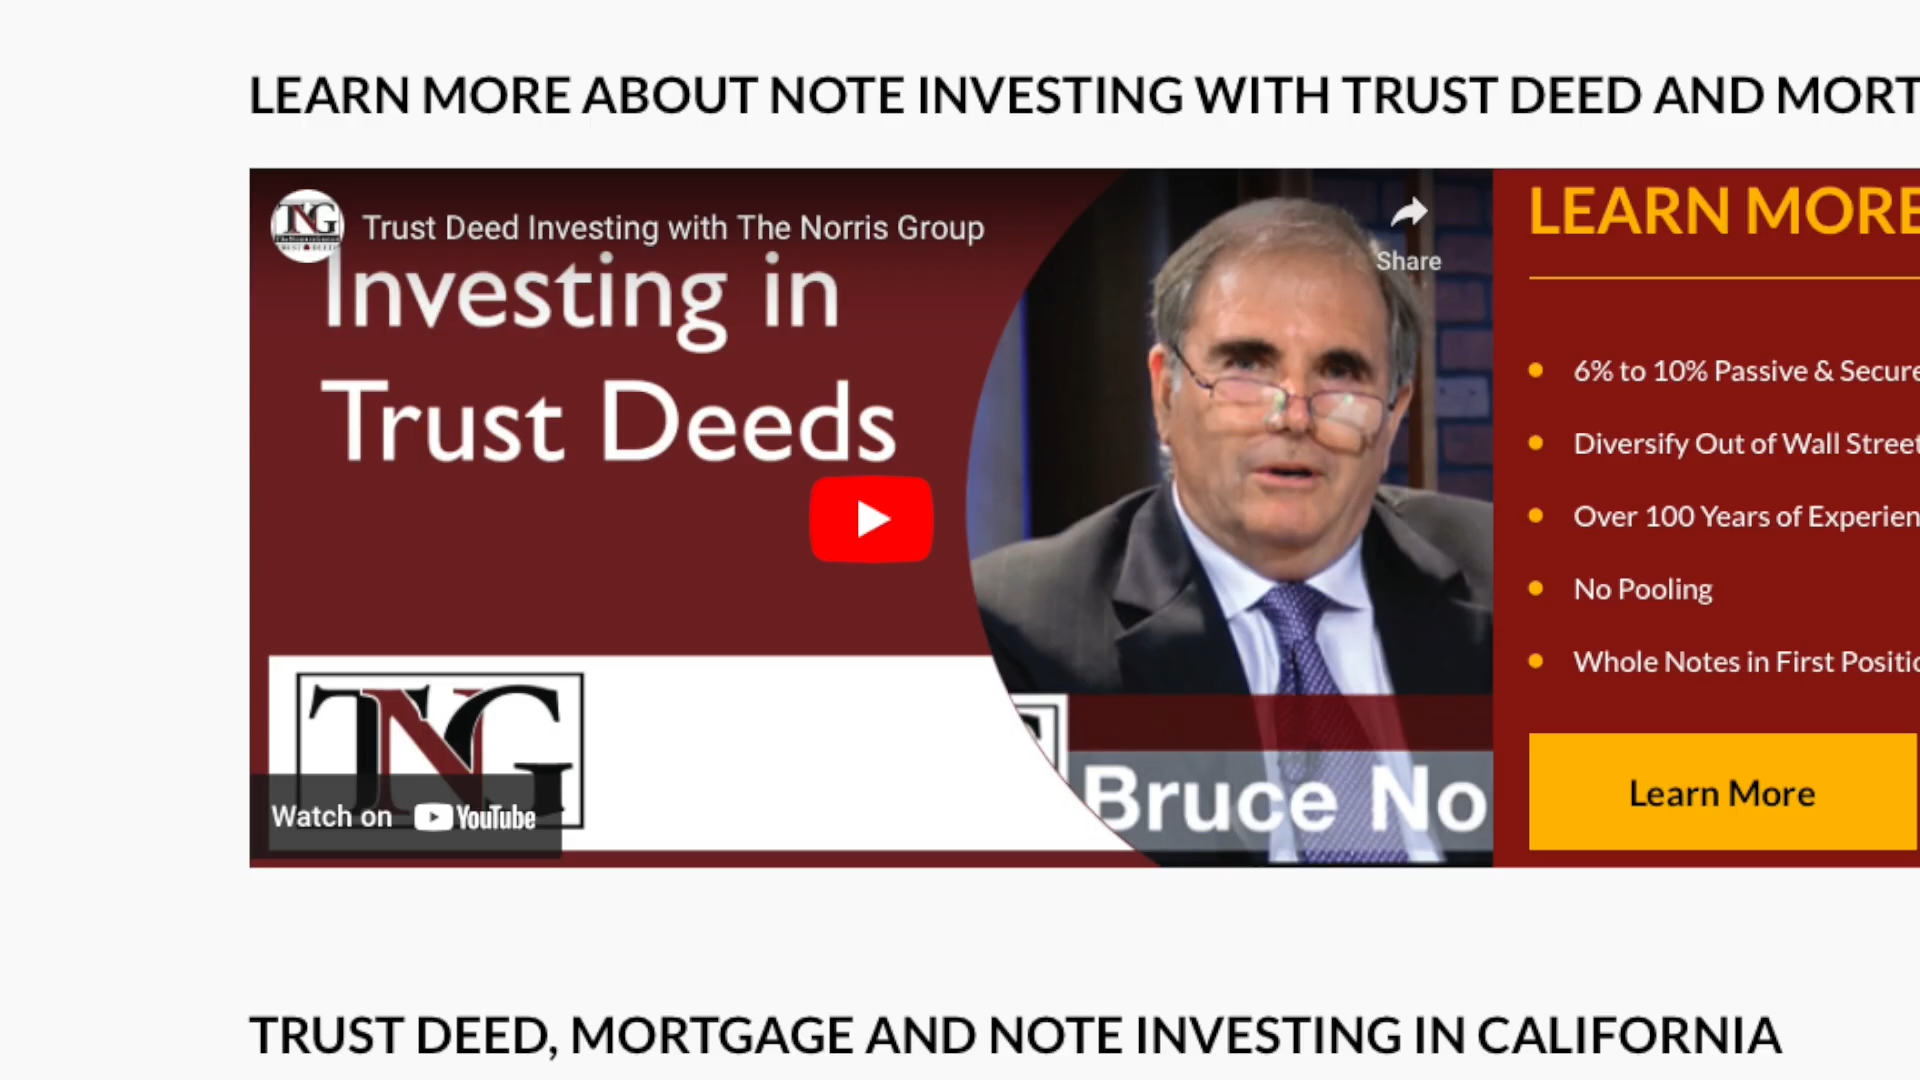 LEARN MORE ABOUT NOTE INVESTING WITH TRUST DEED AND MORT
TNG
Trust Deed Investing with The Norris Group
Share
Investing in
Trust Deeds
TNG
Watch on YouTube
Bruce No
LEARN MORE
6% to 10% Passive & Secure
Diversify Out of Wall Street
Over 100 Years of Experien
No Pooling
Whole Notes in First Positio
Learn More
TRUST DEED, MORTGAGE AND NOTE INVESTING IN CALIFORNIA